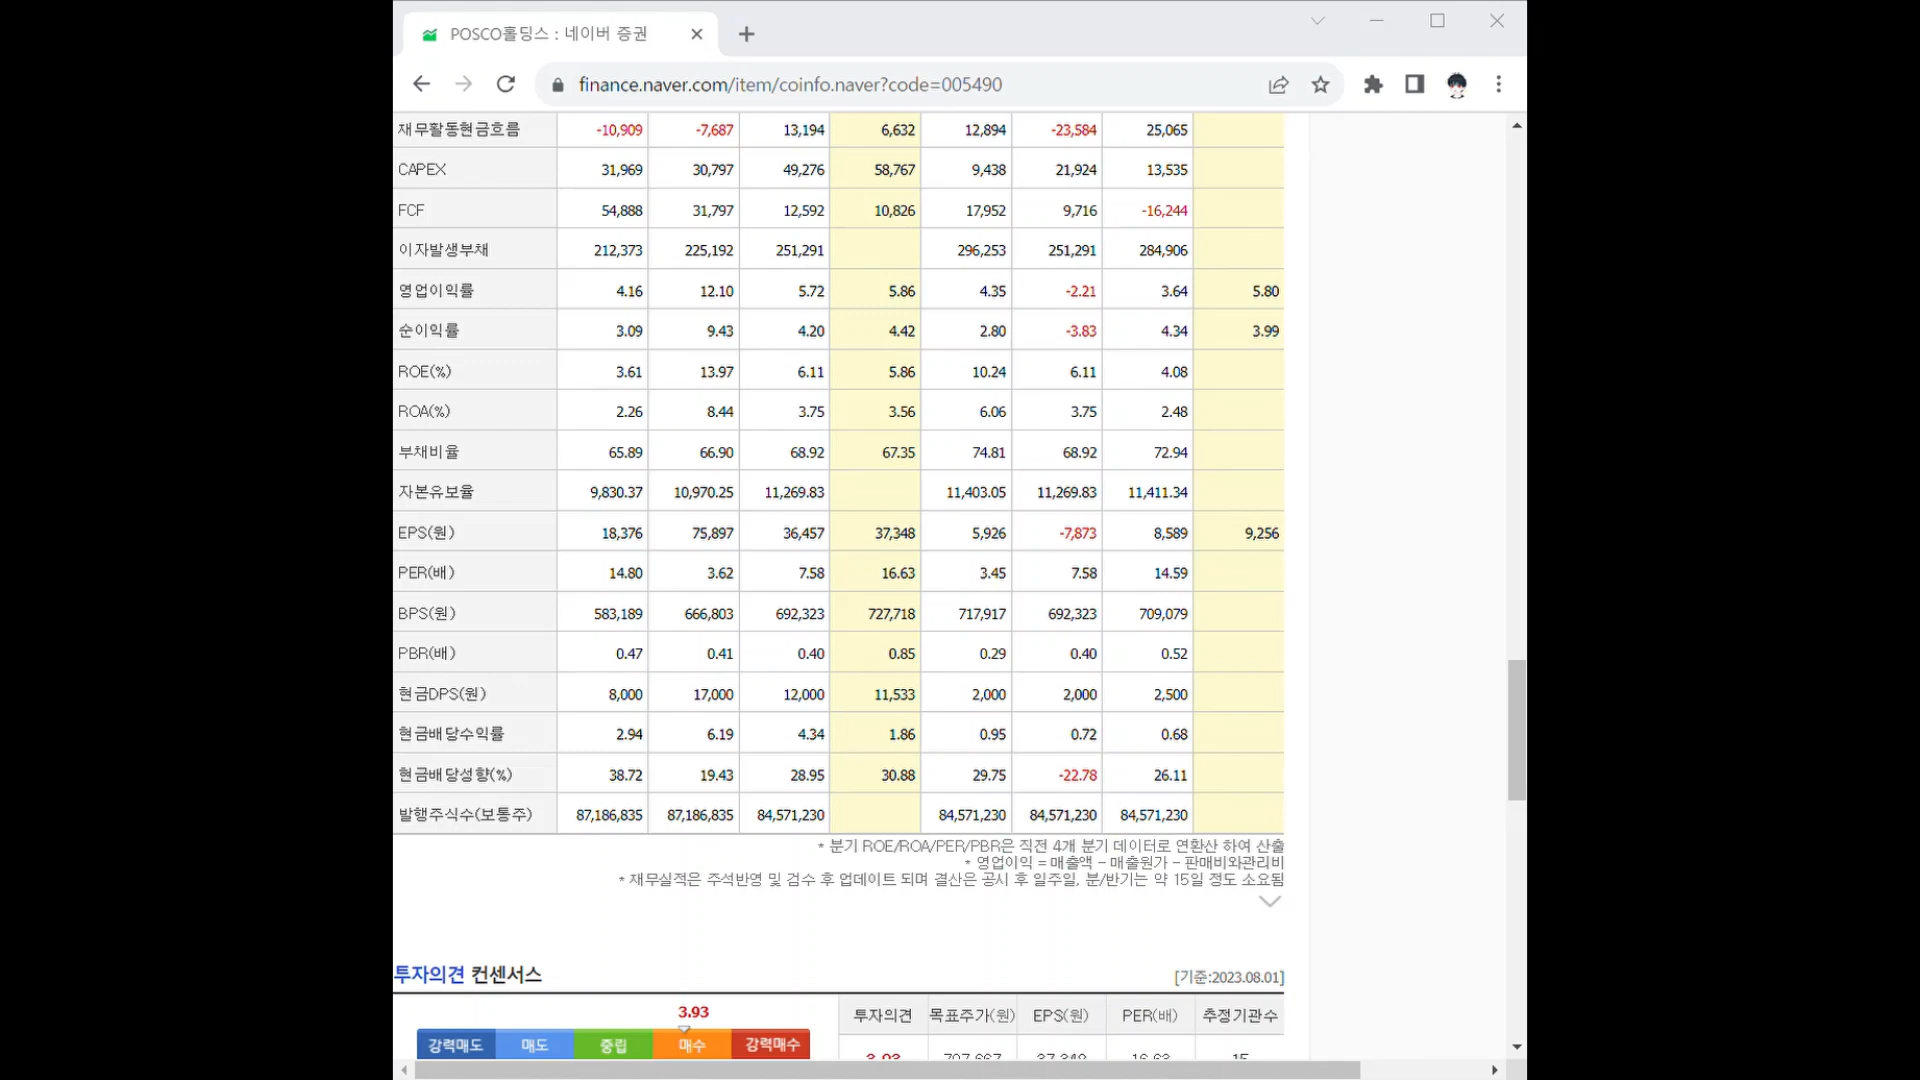 POSCO홀딩스 : 네이버 증권
finance.naver.com/item/coinfo.naver?code=005490
재무활동현금흐름 -10,909 -7,687 13,194 6,632 12,894 -23,584 25,065
CAPEX 31,969 30,797 49,276 58,767 9,438 21,924 13,535
FCF 54,888 31,797 12,592 10,826 17,952 9,716 -16,244
이자발생부채 212,373 225,192 251,291 296,253 251,291 284,906
영업이익률 4.16 12.10 5.72 5.86 4.35 -2.21 3.64 5.80
순이익률 3.09 9.43 4.20 4.42 2.80 -3.83 4.34 3.99
ROE(%) 3.61 13.97 6.11 5.86 10.24 6.11 4.08
ROA(%) 2.26 8.44 3.75 3.56 6.06 3.75 2.48
부채비율 65.89 66.90 68.92 67.35 74.81 68.92 72.94
자본유보율 9,830.37 10,970.25 11,269.83 11,403.05 11,269.83 11,411.34
EPS(원) 18,376 75,897 36,457 37,348 5,926 -7,873 8,589 9,256
PER(배) 14.80 3.62 7.58 16.63 3.45 7.58 14.59
BPS(원) 583,189 666,803 692,323 727,718 717,917 692,323 709,079
PBR(배) 0.47 0.41 0.40 0.85 0.29 0.40 0.52
현금DPS(원) 8,000 17,000 12,000 11,533 2,000 2,000 2,500
현금배당수익률 2.94 6.19 4.34 1.86 0.95 0.72 0.68
현금배당성향(%) 38.72 19.43 28.95 30.88 29.75 -22.78 26.11
발행주식수(보통주) 87,186,835 87,186,835 84,571,230 84,571,230 84,571,230 84,571,230
* 분기 ROE/ROA/PER/PBR은 직전 4개 분기 데이터로 연환산 하여 산출
* 영업이익 = 매출액 - 매출원가 - 판매비와관리비
* 재무실적은 주석반영 및 검수 후 업데이트 되며 결산은 공시 후 일주일, 분/반기는 약 15일 정도 소요됨
투자의견 컨센서스 [기준:2023.08.01]
3.93
강력매도 매도 중립 매수 강력매수
투자의견 목표주가(원) EPS(원) PER(배) 추정기관수
3.93 707,667 37,348 16.63 15